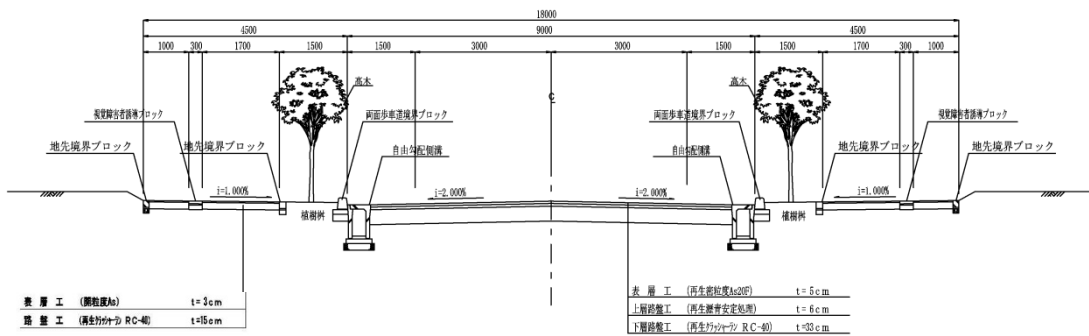 18000
4500 9000 4500
1000 300 1700 1500 1500 3000 3000 1500 1500 1700 300 1000
高木 高木
℄
視覚障害者誘導ブロック 両面歩車道境界ブロック 両面歩車道境界ブロック 視覚障害者誘導ブロック
地先境界ブロック 地先境界ブロック 自由勾配側溝 自由勾配側溝 地先境界ブロック 地先境界ブロック
i=1.000% i=2.000% i=2.000% i=1.000%
植樹桝 植樹桝
表 層 工 (開粒度As) t= 3cm
路 盤 工 (再生クラッシャーラン RC-40) t=15cm
表 層 工 (再生密粒度As20F) t= 5cm
上層路盤工 (再生瀝青安定処理) t= 6cm
下層路盤工 (再生クラッシャーラン RC-40) t=33cm